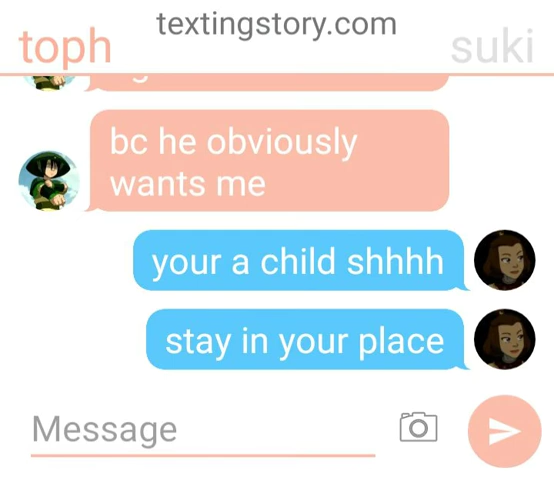 textingstory.com
toph
suki
bc he obviously
wants me
your a child shhhh
stay in your place
Message